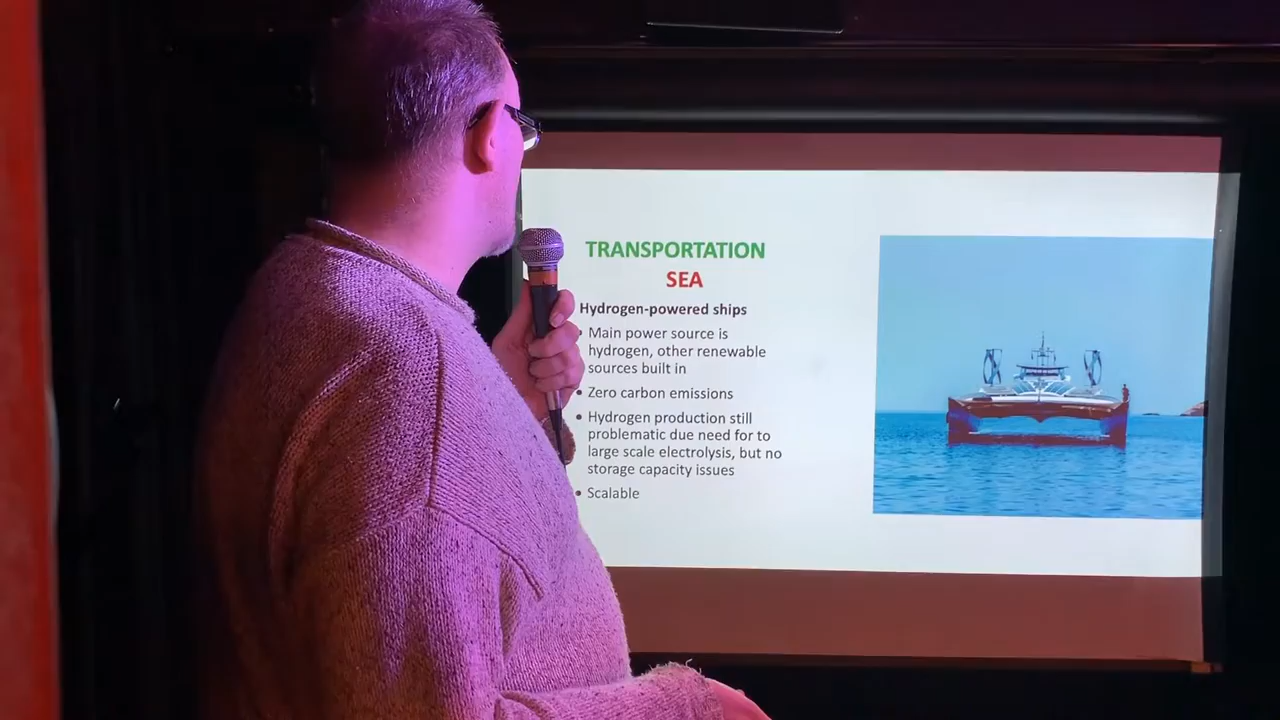 TRANSPORTATION
SEA
Hydrogen-powered ships
• Main power source is
hydrogen, other renewable
sources built in
• Zero carbon emissions
• Hydrogen production still
problematic due need for to
large scale electrolysis, but no
storage capacity issues
• Scalable